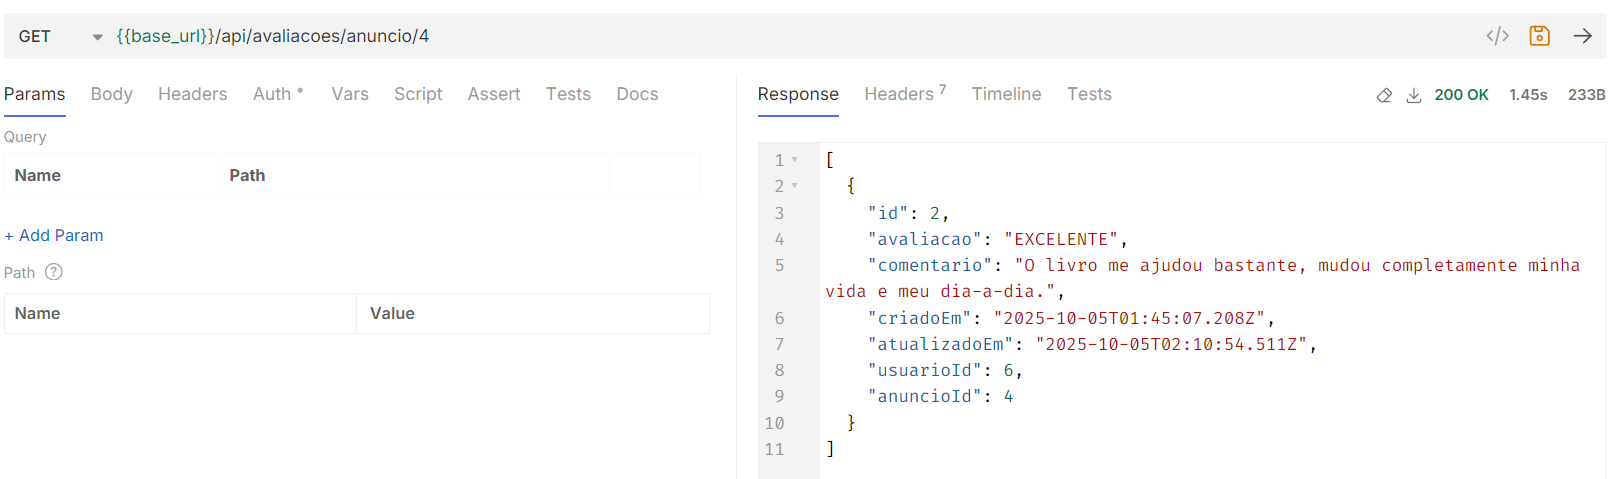 GET {{base_url}}/api/avaliacoes/anuncio/4 </>
Params Body Headers Auth Vars Script Assert Tests Docs
Query
Name Path
+ Add Param
Path ?
Name Value
Response Headers 7 Timeline Tests 200 OK 1.45s 233B
1 [
2 {
3 "id": 2,
4 "avaliacao": "EXCELENTE",
5 "comentario": "O livro me ajudou bastante, mudou completamente minha
vida e meu dia-a-dia.",
6 "criadoEm": "2025-10-05T01:45:07.208Z",
7 "atualizadoEm": "2025-10-05T02:10:54.511Z",
8 "usuarioId": 6,
9 "anuncioId": 4
10 }
11 ]